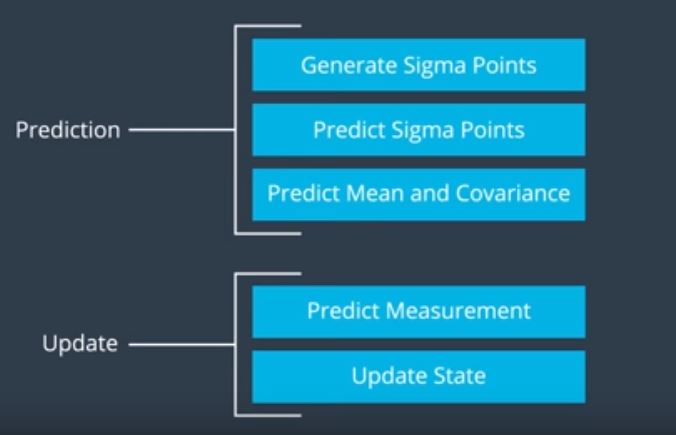 Generate Sigma Points
Prediction
Predict Sigma Points
Predict Mean and Covariance
Predict Measurement
Update
Update State